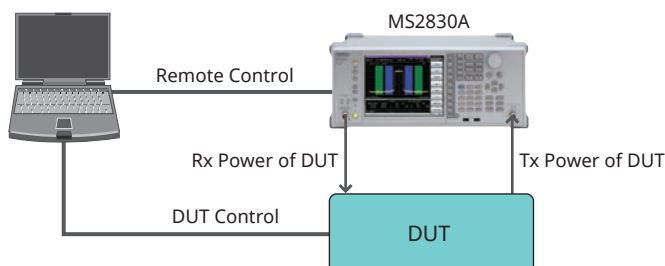 MS2830A
Remote Control
Rx Power of DUT
Tx Power of DUT
DUT Control
DUT